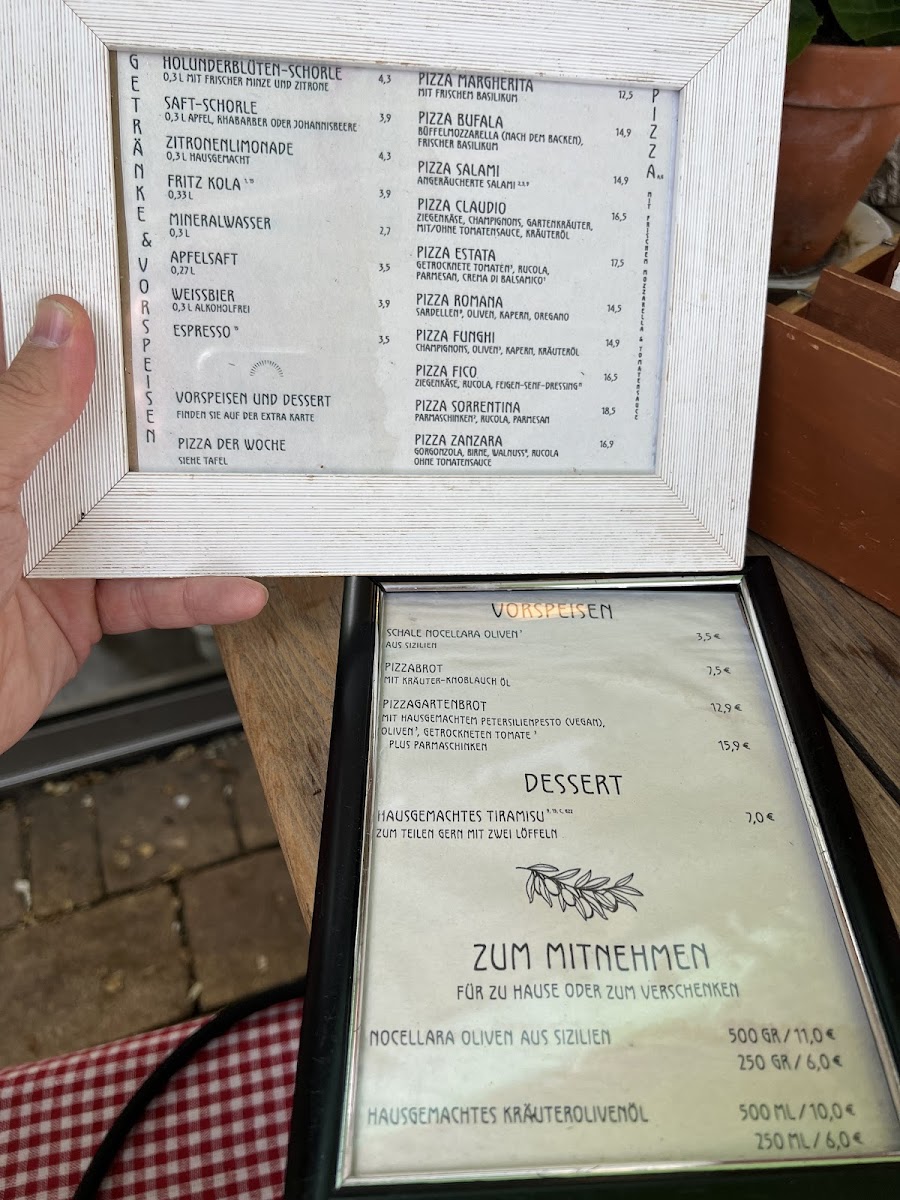 GETRÄNKE & VORSPEISEN
HOLUNDERBLÜTEN-SCHORLE 4,3
0,3 L MIT FRISCHER MINZE UND ZITRONE
SAFT-SCHORLE 3,9
0,3 L APFEL, RHABARBER ODER JOHANNISBEERE
ZITRONENLIMONADE 4,3
0,3 L HAUSGEMACHT
FRITZ KOLA 3,9
0,33 L
MINERALWASSER 2,7
0,3 L
APFELSAFT 3,5
0,27 L
WEISSBIER 3,9
0,3 L ALKOHOLFREI
ESPRESSO 3,5
VORSPEISEN UND DESSERT
FINDEN SIE AUF DER EXTRA KARTE
PIZZA DER WOCHE
SIEHE TAFEL
PIZZA MARGHERITA 12,5
MIT FRISCHEM BASILIKUM
PIZZA BUFALA 14,9
BÜFFELMOZZARELLA (NACH DEM BACKEN),
FRISCHER BASILIKUM
PIZZA SALAMI 14,9
ANGERÄUCHERTE SALAMI
PIZZA CLAUDIO 16,5
ZIEGENKÄSE, CHAMPIGNONS, GARTENKRÄUTER,
MIT/OHNE TOMATENSAUCE, KRÄUTERÖL
PIZZA ESTATA 17,5
GETROCKNETE TOMATEN, RUCOLA,
PARMESAN, CREMA DI BALSAMICO
PIZZA ROMANA 14,5
SARDELLEN, OLIVEN, KAPERN, OREGANO
PIZZA FUNGHI 14,9
CHAMPIGNONS, OLIVEN, KAPERN, KRÄUTERÖL
PIZZA FICO 16,5
ZIEGENKÄSE, RUCOLA, FEIGEN-SENF-DRESSING
PIZZA SORRENTINA 18,5
PARMASCHINKEN, RUCOLA, PARMESAN
PIZZA ZANZARA 16,9
GORGONZOLA, BIRNE, WALNUSS, RUCOLA
OHNE TOMATENSAUCE
PIZZA MIT FRISCHEM MOZZARELLA & TOMATENSAUCE
VORSPEISEN
SCHALE NOCELLARA OLIVEN 3,5 €
AUS SIZILIEN
PIZZABROT 7,5 €
MIT KRÄUTER-KNOBLAUCH ÖL
PIZZAGARTENBROT 12,9 €
MIT HAUSGEMACHTEM PETERSILIENPESTO (VEGAN),
OLIVEN, GETROCKNETEN TOMATE
PLUS PARMASCHINKEN 15,9 €
DESSERT
HAUSGEMACHTES TIRAMISU 7,0 €
ZUM TEILEN GERN MIT ZWEI LÖFFELN
ZUM MITNEHMEN
FÜR ZU HAUSE ODER ZUM VERSCHENKEN
NOCELLARA OLIVEN AUS SIZILIEN 500 GR / 11,0 €
250 GR / 6,0 €
HAUSGEMACHTES KRÄUTEROLIVENÖL 500 ML / 10,0 €
250 ML / 6,0 €